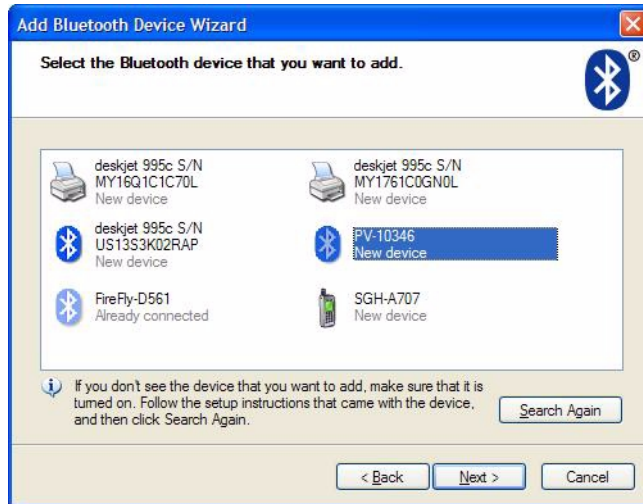 Add Bluetooth Device Wizard
Select the Bluetooth device that you want to add.
®
deskjet 995c S/N
MY16Q1C1C70L
New device
deskjet 995c S/N
MY1761C0GN0L
New device
deskjet 995c S/N
US13S3K02RAP
New device
PV-10346
New device
FireFly-D561
Already connected
SGH-A707
New device
If you don't see the device that you want to add, make sure that it is
turned on. Follow the setup instructions that came with the device,
and then click Search Again.
Search Again
< Back
Next >
Cancel